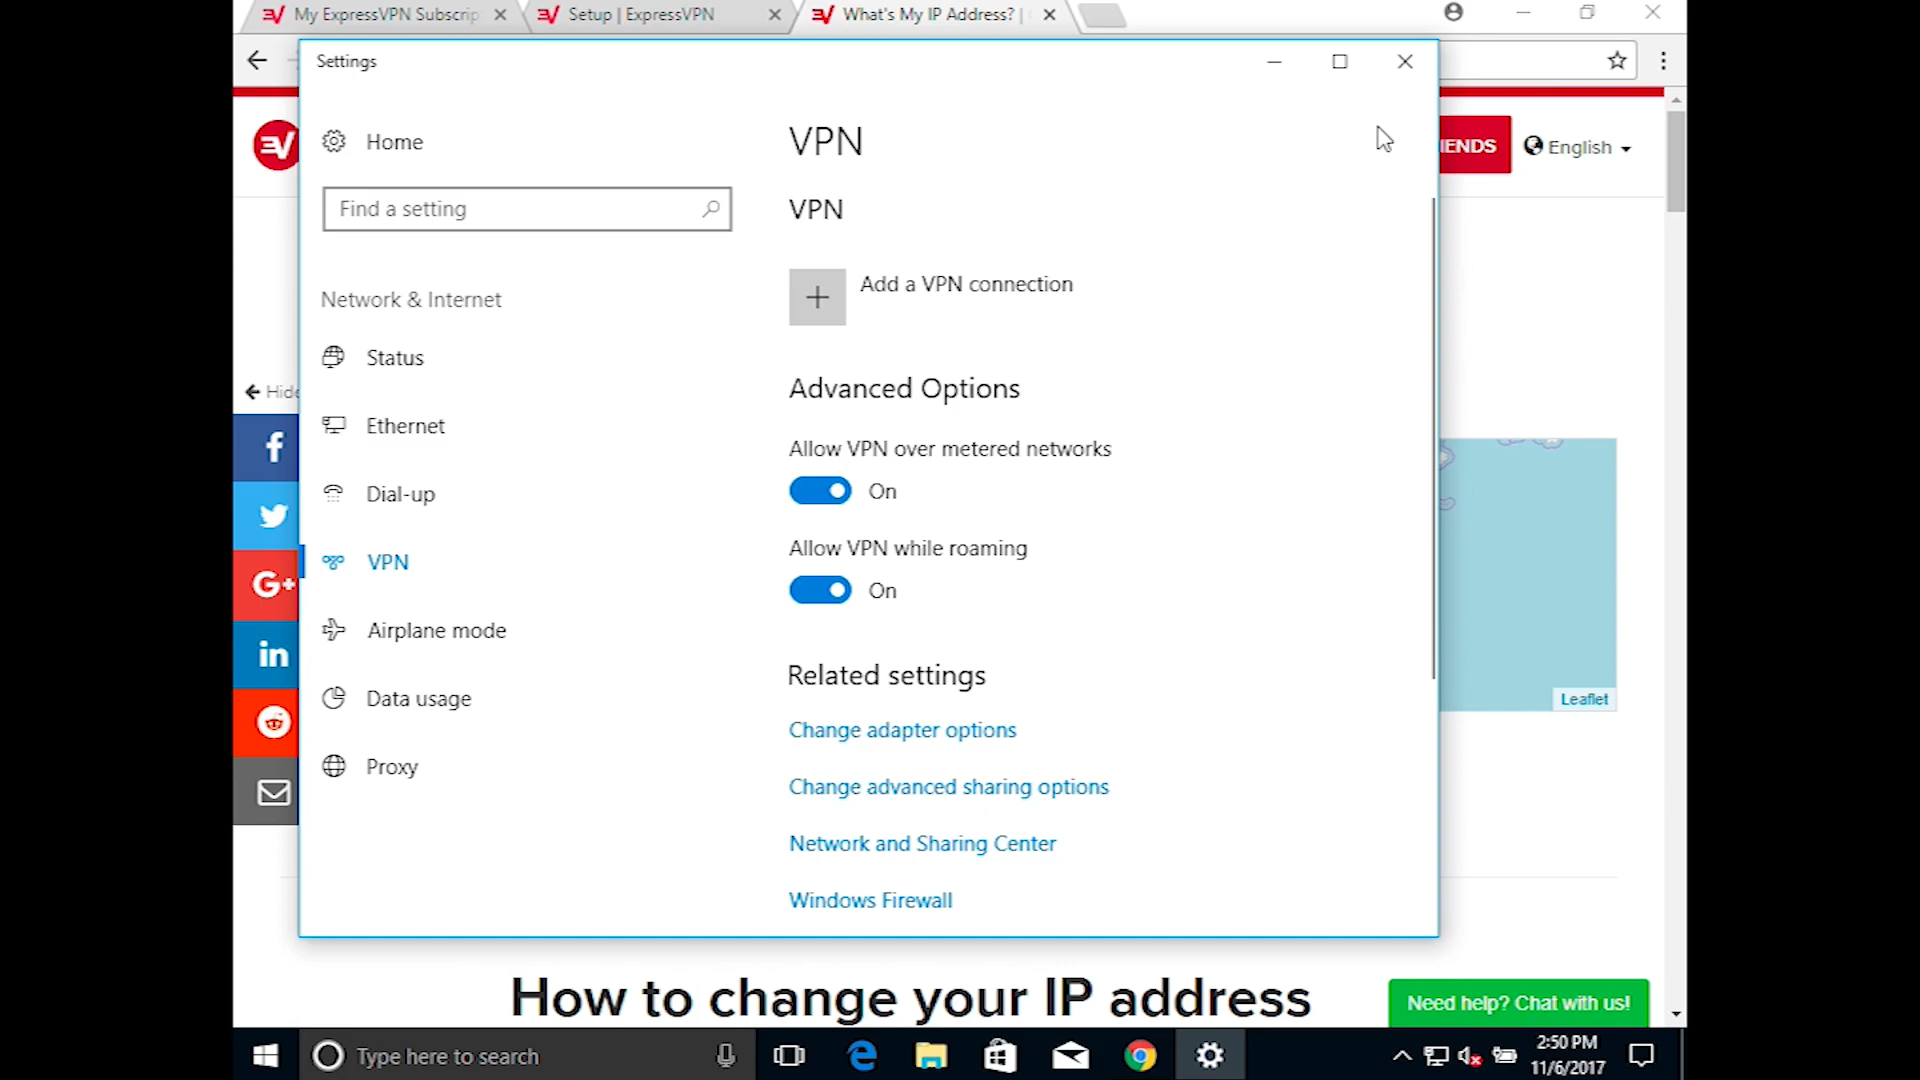 My ExpressVPN Subscrip
Setup | ExpressVPN
What's My IP Address? |
Settings
Home
Find a setting
Network & Internet
Status
Ethernet
Dial-up
VPN
Airplane mode
Data usage
Proxy
VPN
VPN
Add a VPN connection
Advanced Options
Allow VPN over metered networks
On
Allow VPN while roaming
On
Related settings
Change adapter options
Change advanced sharing options
Network and Sharing Center
Windows Firewall
IENDS
English
Hide
f
G+
in
Leaflet
How to change your IP address
Need help? Chat with us!
Type here to search
2:50 PM
11/6/2017